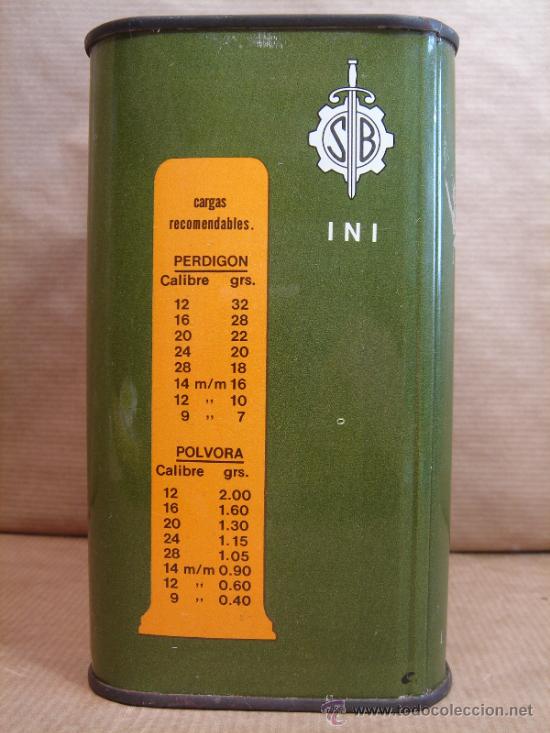 SB
INI
cargas
recomendables.
PERDIGON
Calibre grs.
12 32
16 28
20 22
24 20
28 18
14 m/m 16
12 " 10
9 " 7
POLVORA
Calibre grs.
12 2.00
16 1.60
20 1.30
24 1.15
28 1.05
14 m/m 0.90
12 " 0.60
9 " 0.40
© www.todocoleccion.net